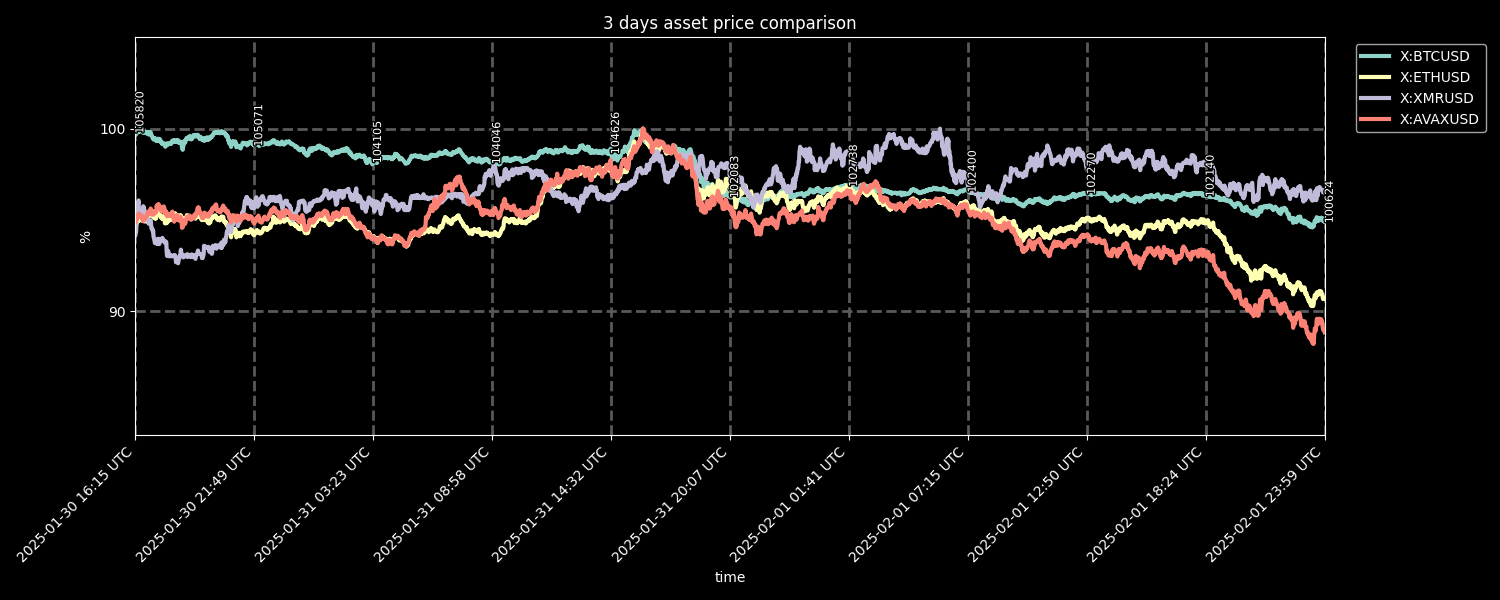 3 days asset price comparison
X:BTCUSD
X:ETHUSD
X:XMRUSD
X:AVAXUSD
%
100
90
105820
105071
104105
104046
104626
102083
102738
102400
102270
102140
100624
2025-01-30 16:15 UTC
2025-01-30 21:49 UTC
2025-01-31 03:23 UTC
2025-01-31 08:58 UTC
2025-01-31 14:32 UTC
2025-01-31 20:07 UTC
2025-02-01 01:41 UTC
2025-02-01 07:15 UTC
2025-02-01 12:50 UTC
2025-02-01 18:24 UTC
2025-02-01 23:59 UTC
time